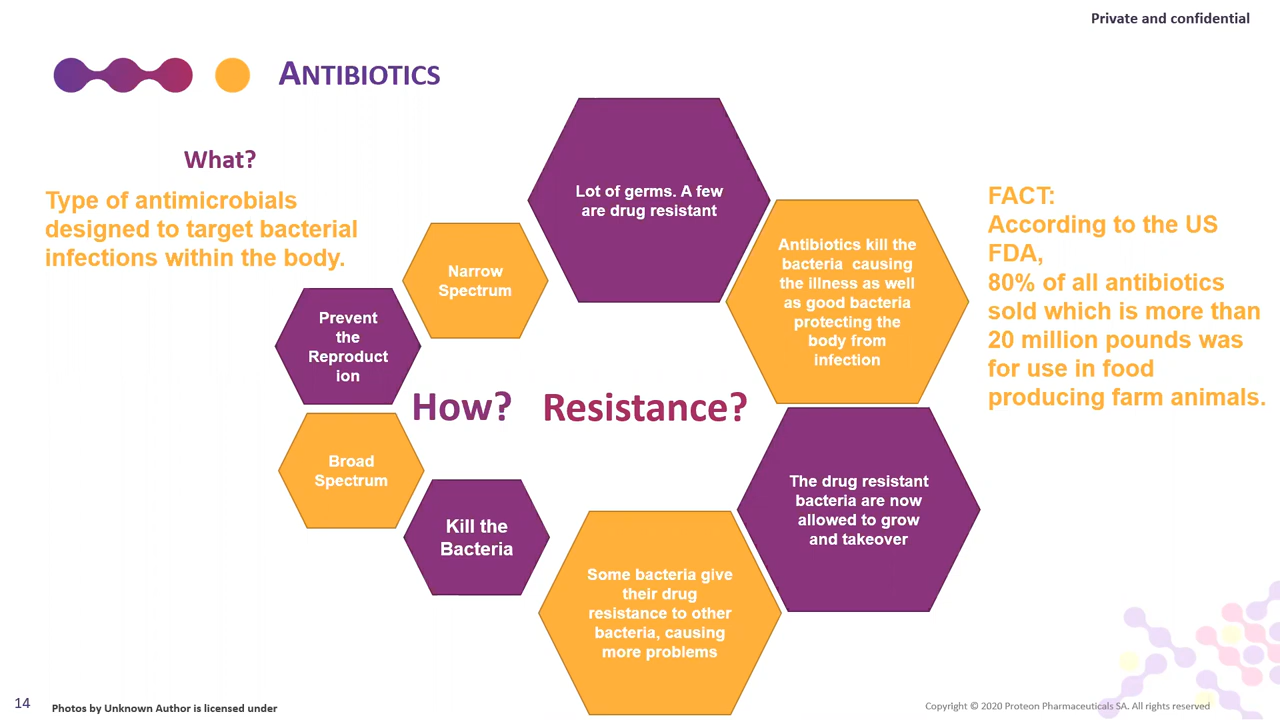 Private and confidential
ANTIBIOTICS
What?
Type of antimicrobials
designed to target bacterial
infections within the body.
Narrow
Spectrum
Prevent
the
Reproduct
ion
How?
Broad
Spectrum
Kill the
Bacteria
Resistance?
Lot of germs. A few
are drug resistant
Antibiotics kill the
bacteria causing
the illness as well
as good bacteria
protecting the
body from
infection
The drug resistant
bacteria are now
allowed to grow
and takeover
Some bacteria give
their drug
resistance to other
bacteria, causing
more problems
FACT:
According to the US
FDA,
80% of all antibiotics
sold which is more than
20 million pounds was
for use in food
producing farm animals.
14
Photos by Unknown Author is licensed under
Copyright © 2020 Proteon Pharmaceuticals SA. All rights reserved